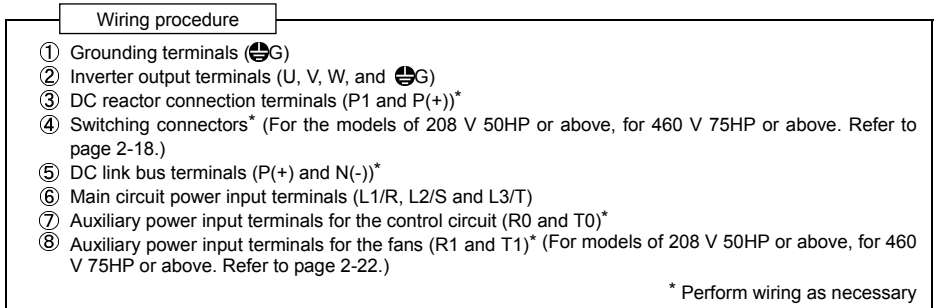 Wiring procedure
① Grounding terminals (⏚G)
② Inverter output terminals (U, V, W, and ⏚G)
③ DC reactor connection terminals (P1 and P(+))*
④ Switching connectors* (For the models of 208 V 50HP or above, for 460 V 75HP or above. Refer to
page 2-18.)
⑤ DC link bus terminals (P(+) and N(-))*
⑥ Main circuit power input terminals (L1/R, L2/S and L3/T)
⑦ Auxiliary power input terminals for the control circuit (R0 and T0)*
⑧ Auxiliary power input terminals for the fans (R1 and T1)* (For models of 208 V 50HP or above, for 460
V 75HP or above. Refer to page 2-22.)
* Perform wiring as necessary